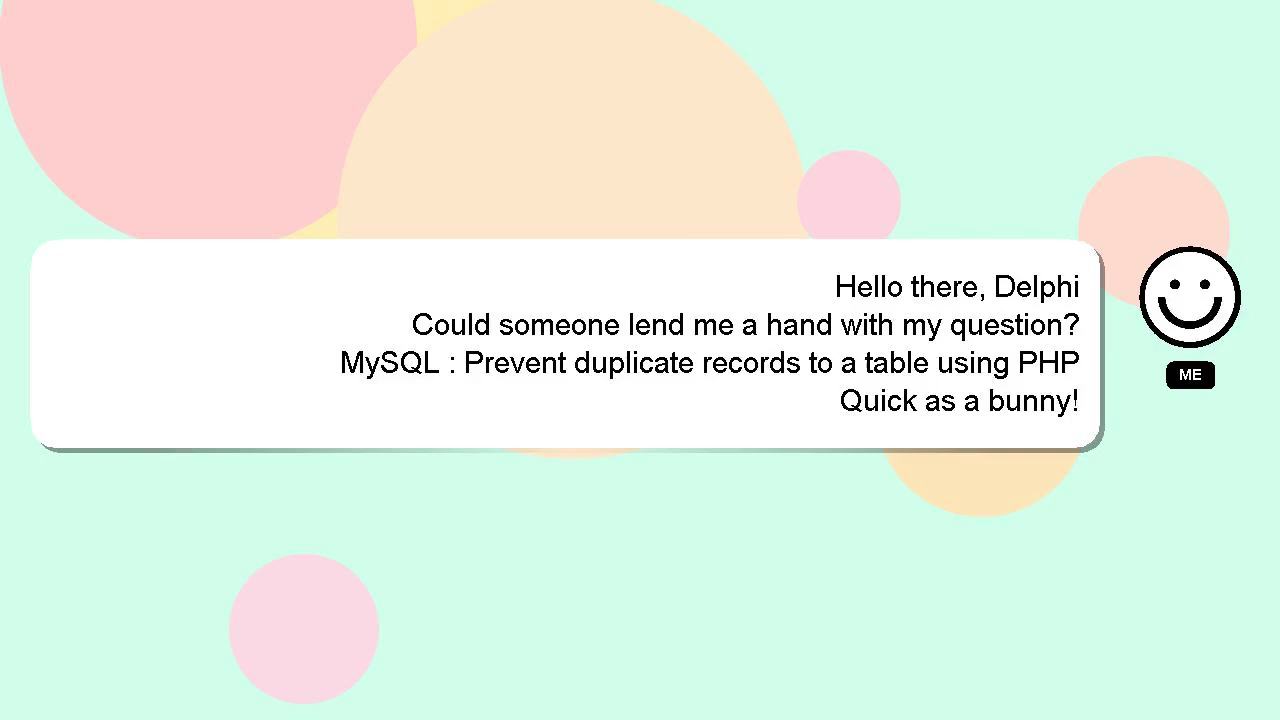 Hello there, Delphi
Could someone lend me a hand with my question?
MySQL : Prevent duplicate records to a table using PHP
Quick as a bunny!
ME